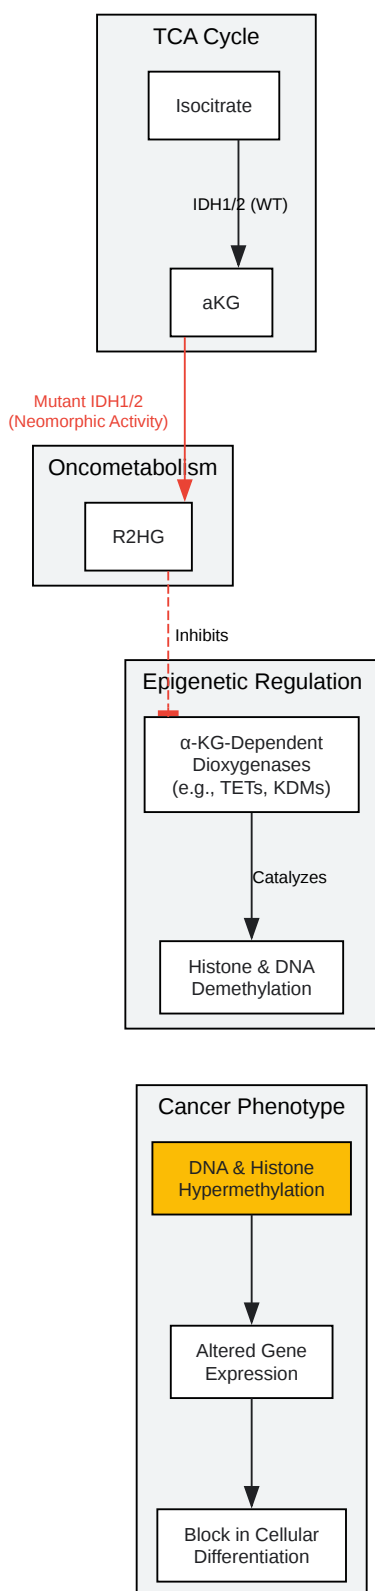 TCA Cycle
Isocitrate
IDH1/2 (WT)
aKG
Mutant IDH1/2
(Neomorphic Activity)
Oncometabolism
R2HG
Inhibits
Epigenetic Regulation
α-KG-Dependent
Dioxygenases
(e.g., TETs, KDMs)
Catalyzes
Histone & DNA
Demethylation
Cancer Phenotype
DNA & Histone
Hypermethylation
Altered Gene
Expression
Block in Cellular
Differentiation